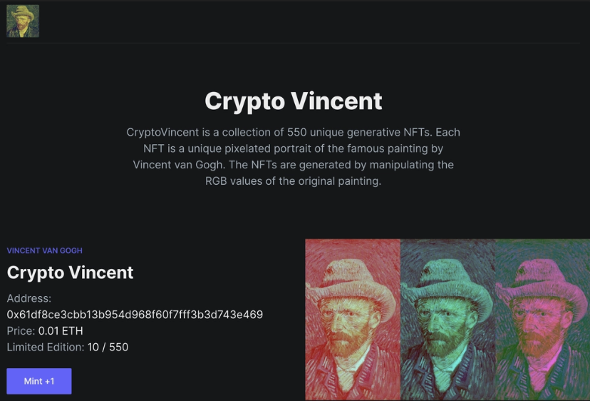 Crypto Vincent
CryptoVincent is a collection of 550 unique generative NFTs. Each
NFT is a unique pixelated portrait of the famous painting by
Vincent van Gogh. The NFTs are generated by manipulating the
RGB values of the original painting.
VINCENT VAN GOGH
Crypto Vincent
Address:
0x61df8ce3cbb13b954d968f60f7fff3b3d743e469
Price: 0.01 ETH
Limited Edition: 10 / 550
Mint +1